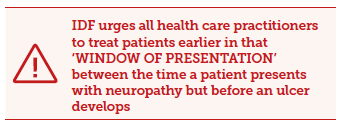 IDF urges all health care practitioners
to treat patients earlier in that
‘WINDOW OF PRESENTATION’
between the time a patient presents
with neuropathy but before an ulcer
develops